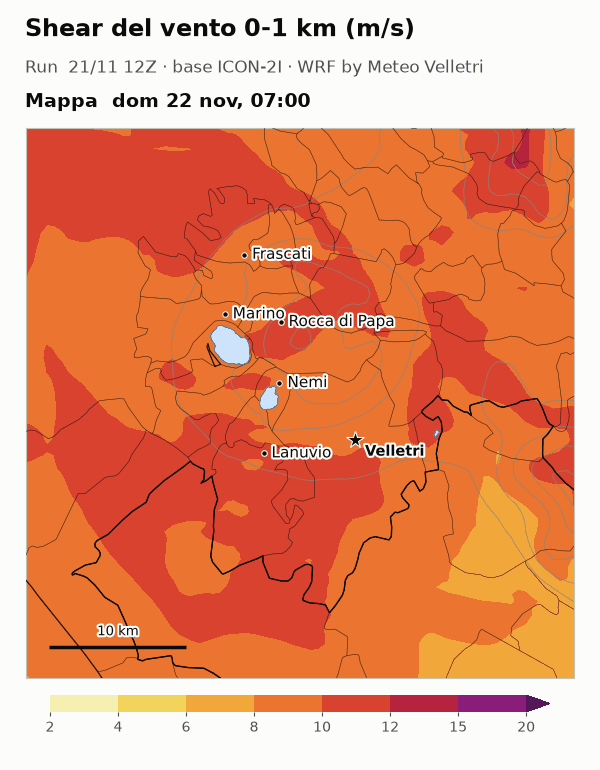 Shear del vento 0-1 km (m/s)
Run  21/11 12Z · base ICON-2I · WRF by Meteo Velletri
Mappa  dom 22 nov, 07:00
Frascati
Marino
Rocca di Papa
Nemi
Velletri
Lanuvio
10 km
2 4 6 8 10 12 15 20